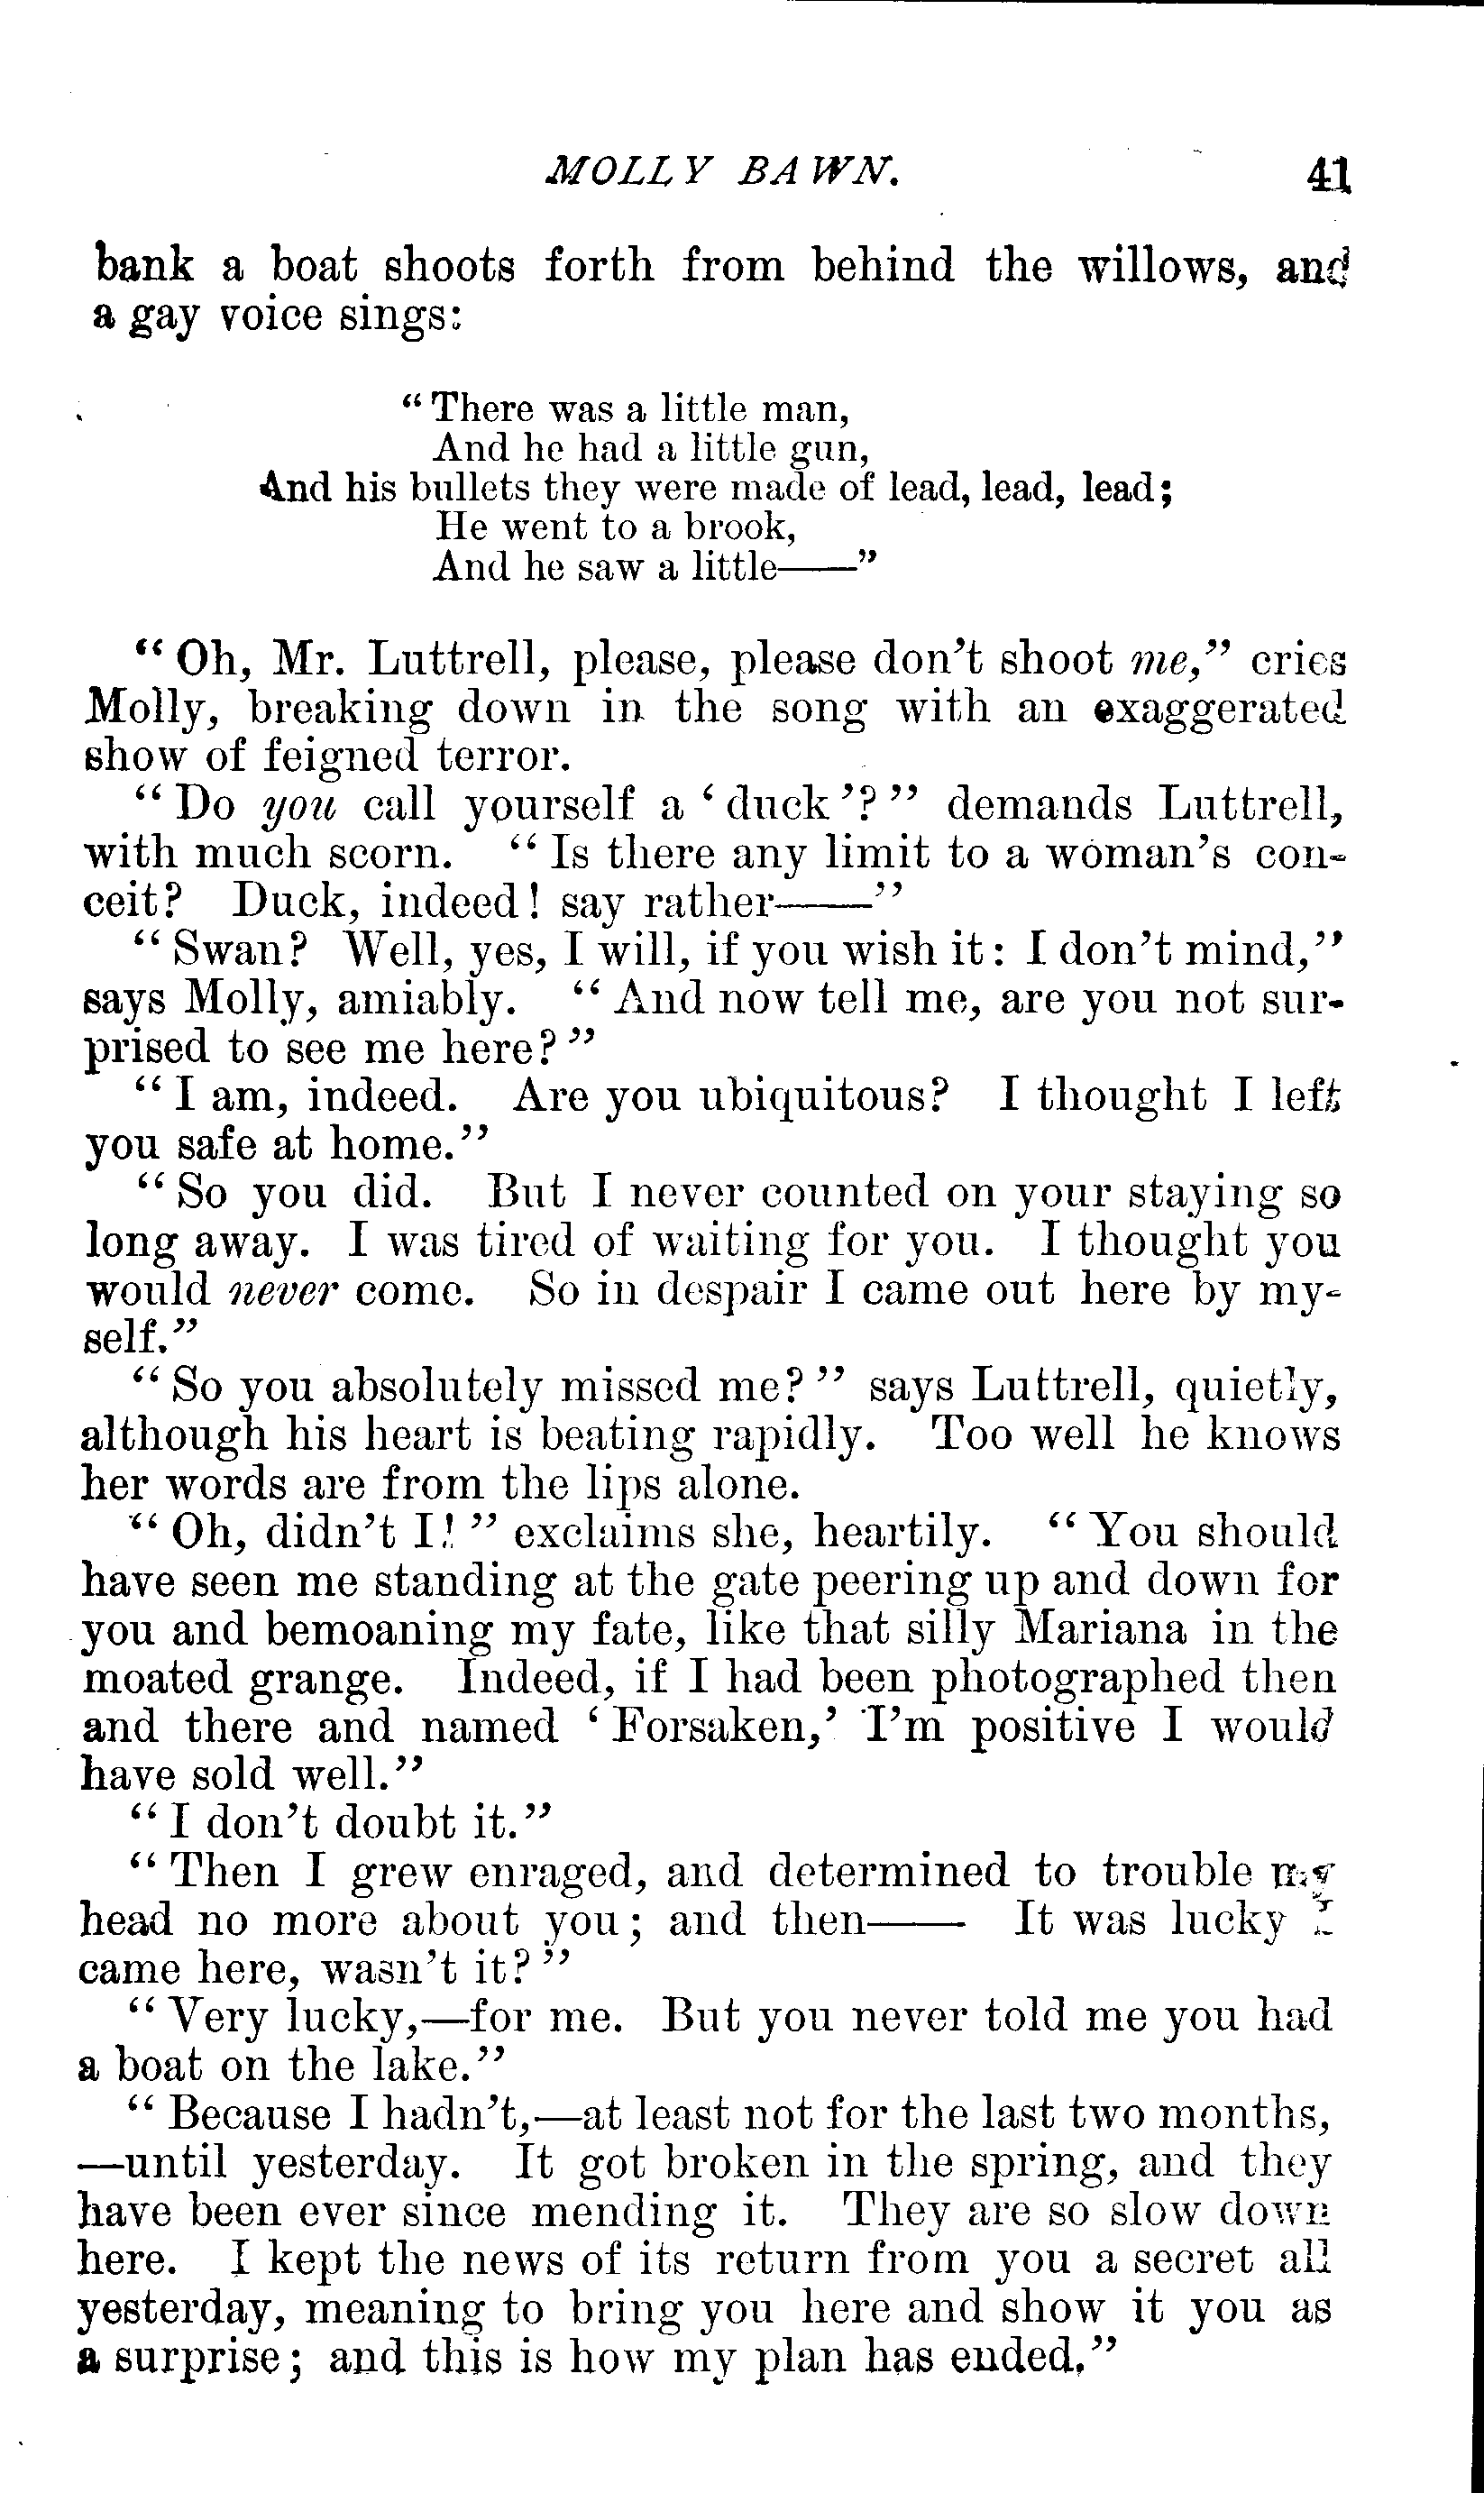 MOLLY BAWN. 41
bank a boat shoots forth from behind the willows, and
a gay voice sings:
“There was a little man,
And he had a little gun,
And his bullets they were made of lead, lead, lead;
He went to a brook,
And he saw a little——”
“Oh, Mr. Luttrell, please, please don’t shoot me,” cries
Molly, breaking down in the song with an exaggerated
show of feigned terror.
“Do you call yourself a ‘duck’?” demands Luttrell,
with much scorn. “Is there any limit to a woman’s con-
ceit? Duck, indeed! say rather——”
“Swan? Well, yes, I will, if you wish it: I don’t mind,”
says Molly, amiably. “And now tell me, are you not sur-
prised to see me here?”
“I am, indeed. Are you ubiquitous? I thought I left
you safe at home.”
“So you did. But I never counted on your staying so
long away. I was tired of waiting for you. I thought you
would never come. So in despair I came out here by my-
self.”
“So you absolutely missed me?” says Luttrell, quietly,
although his heart is beating rapidly. Too well he knows
her words are from the lips alone.
“Oh, didn’t I!” exclaims she, heartily. “You should
have seen me standing at the gate peering up and down for
you and bemoaning my fate, like that silly Mariana in the
moated grange. Indeed, if I had been photographed then
and there and named ‘Forsaken,’ I’m positive I would
have sold well.”
“I don’t doubt it.”
“Then I grew enraged, and determined to trouble my
head no more about you; and then—— It was lucky I
came here, wasn’t it?”
“Very lucky,—for me. But you never told me you had
a boat on the lake.”
“Because I hadn’t,—at least not for the last two months,
—until yesterday. It got broken in the spring, and they
have been ever since mending it. They are so slow down
here. I kept the news of its return from you a secret all
yesterday, meaning to bring you here and show it you as
a surprise; and this is how my plan has ended.”